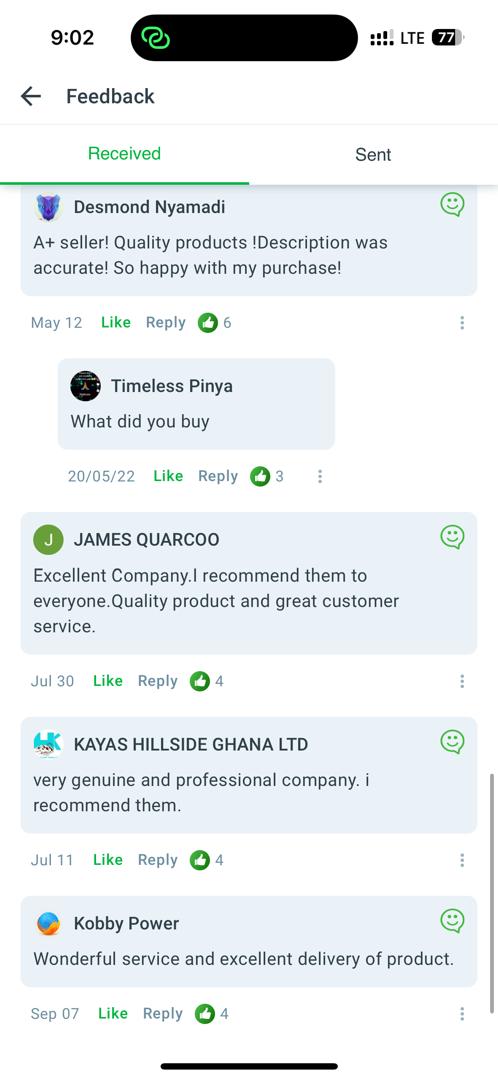 9:02
LTE 77
Feedback
Received Sent
Desmond Nyamadi
A+ seller! Quality products !Description was
accurate! So happy with my purchase!
May 12 Like Reply 6
Timeless Pinya
What did you buy
20/05/22 Like Reply 3
J JAMES QUARCOO
Excellent Company.I recommend them to
everyone.Quality product and great customer
service.
Jul 30 Like Reply 4
KAYAS HILLSIDE GHANA LTD
very genuine and professional company. i
recommend them.
Jul 11 Like Reply 4
Kobby Power
Wonderful service and excellent delivery of product.
Sep 07 Like Reply 4